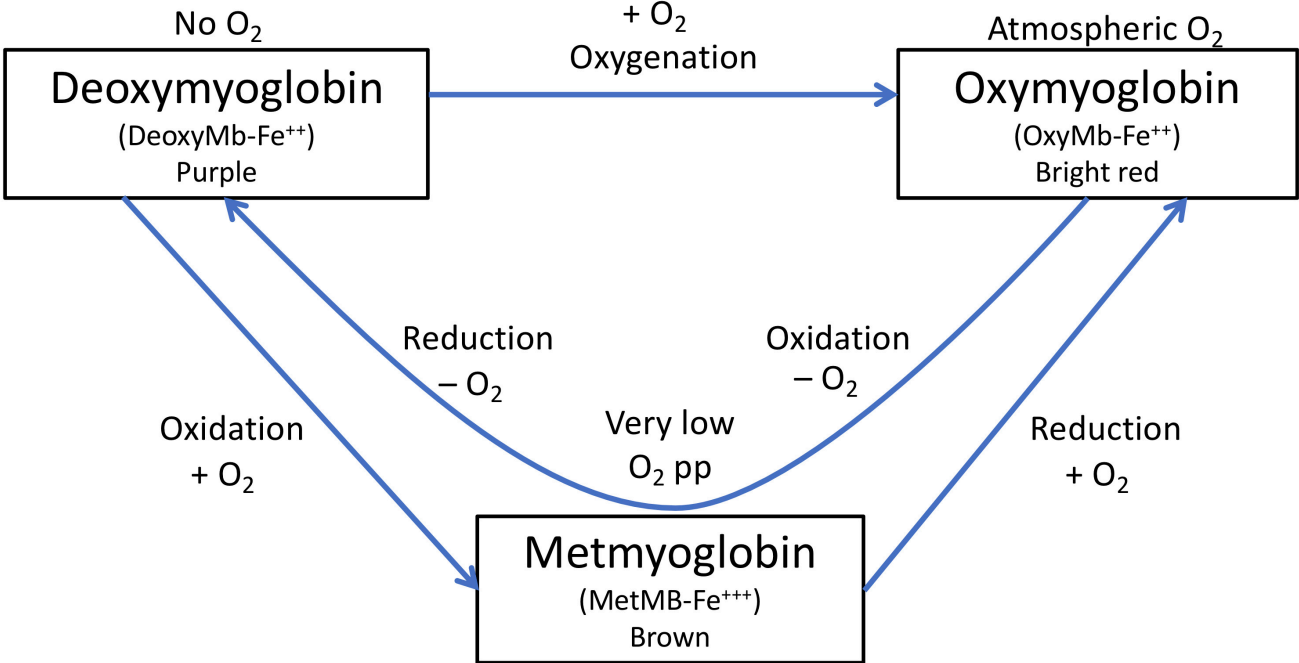 No O₂
Deoxymyoglobin
(DeoxyMb-Fe⁺⁺)
Purple
+ O₂
Oxygenation
Atmospheric O₂
Oxymyoglobin
(OxyMb-Fe⁺⁺)
Bright red
Oxidation
+ O₂
Reduction
– O₂
Very low
O₂ pp
Oxidation
– O₂
Reduction
+ O₂
Metmyoglobin
(MetMB-Fe⁺⁺⁺)
Brown